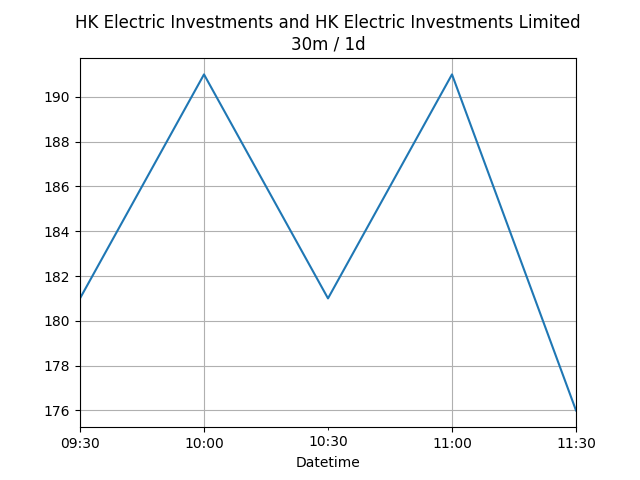 HK Electric Investments and HK Electric Investments Limited
30m / 1d
190
188
186
184
182
180
178
176
09:30 10:00 10:30 11:00 11:30
Datetime